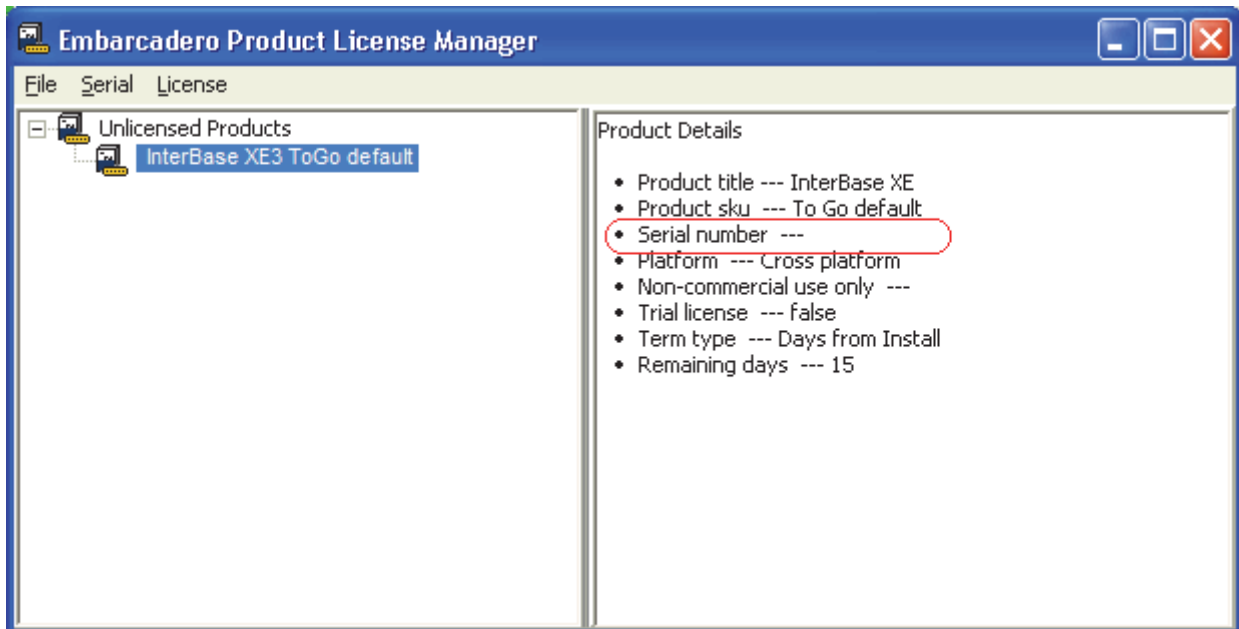 Embarcadero Product License Manager
File Serial License
Unlicensed Products
InterBase XE3 ToGo default
Product Details
• Product title --- InterBase XE
• Product sku --- To Go default
• Serial number ---
• Platform --- Cross platform
• Non-commercial use only ---
• Trial license --- false
• Term type --- Days from Install
• Remaining days --- 15